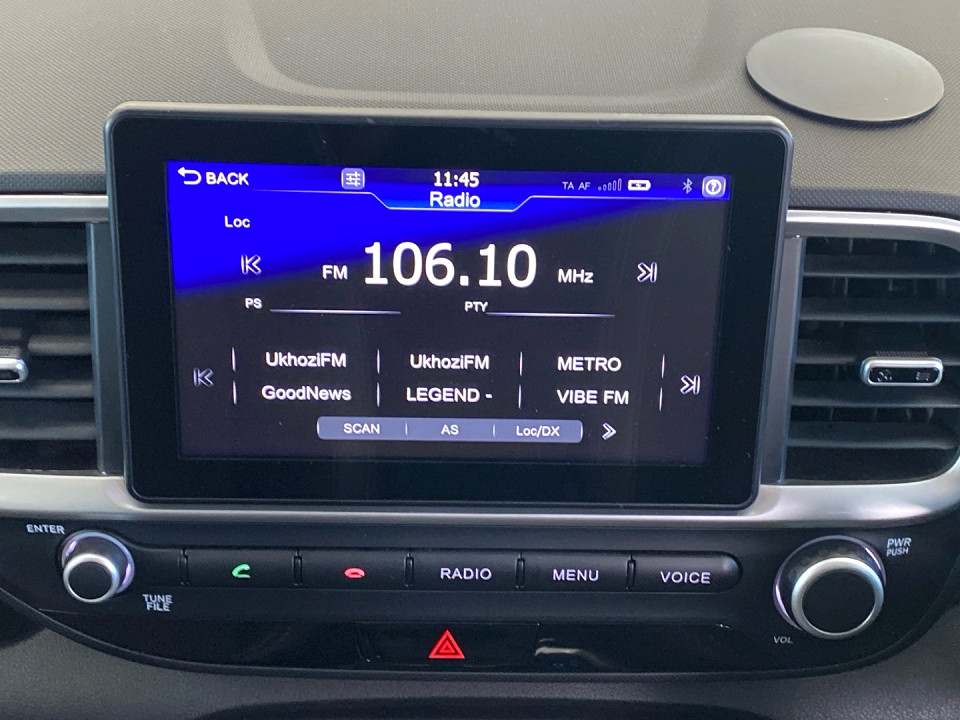 BACK
11:45
TA AF
Radio
Loc
FM 106.10 MHz
PS
PTY
UkhoziFM UkhoziFM METRO
GoodNews LEGEND - VIBE FM
SCAN AS Loc/DX
ENTER
TUNE
FILE
RADIO MENU VOICE
PWR
PUSH
VOL